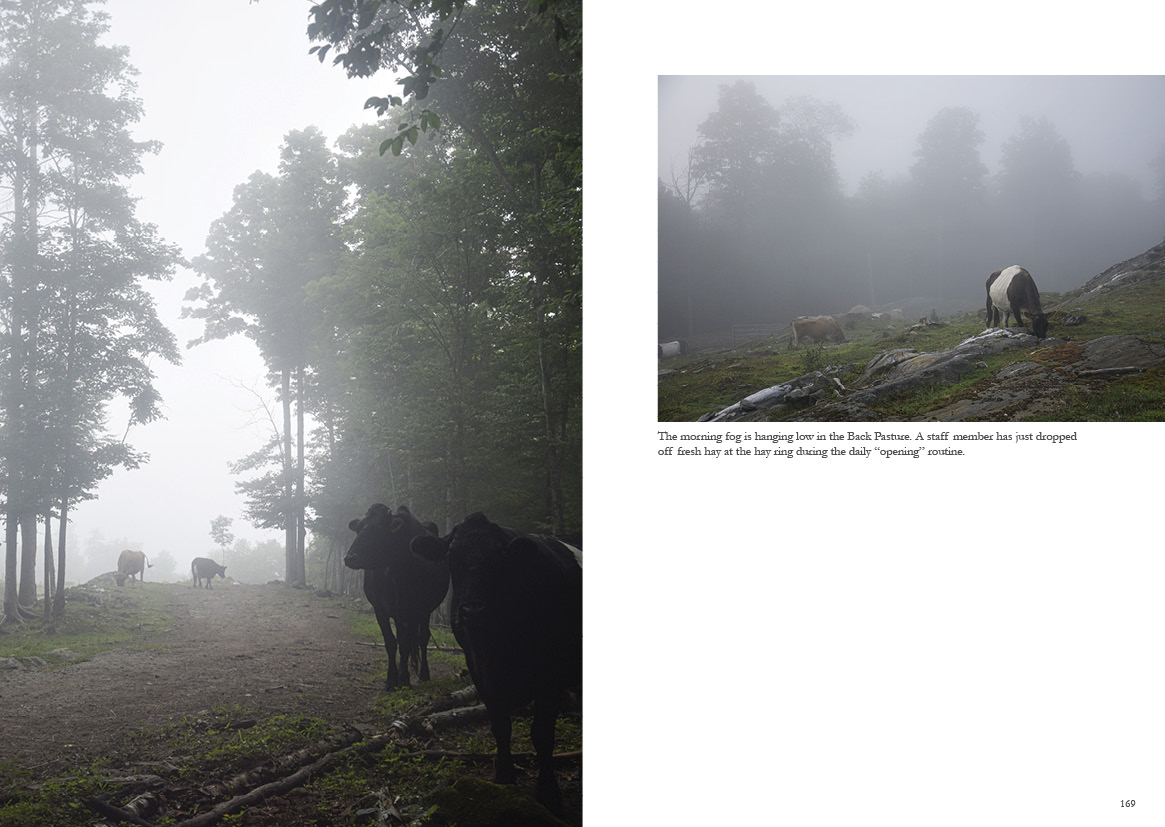 The morning fog is hanging low in the Back Pasture. A staff member has just dropped
off fresh hay at the hay ring during the daily “opening” routine.
169